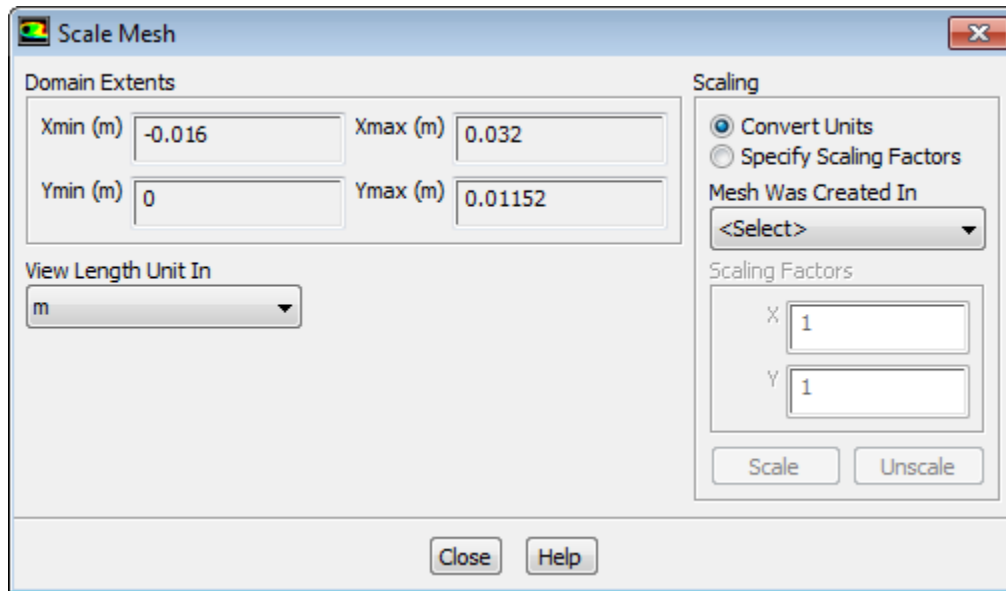 Scale Mesh
Domain Extents
Xmin (m) -0.016 Xmax (m) 0.032
Ymin (m) 0 Ymax (m) 0.01152
View Length Unit In
m
Scaling
Convert Units
Specify Scaling Factors
Mesh Was Created In
<Select>
Scaling Factors
X 1
Y 1
Scale Unscale
Close Help